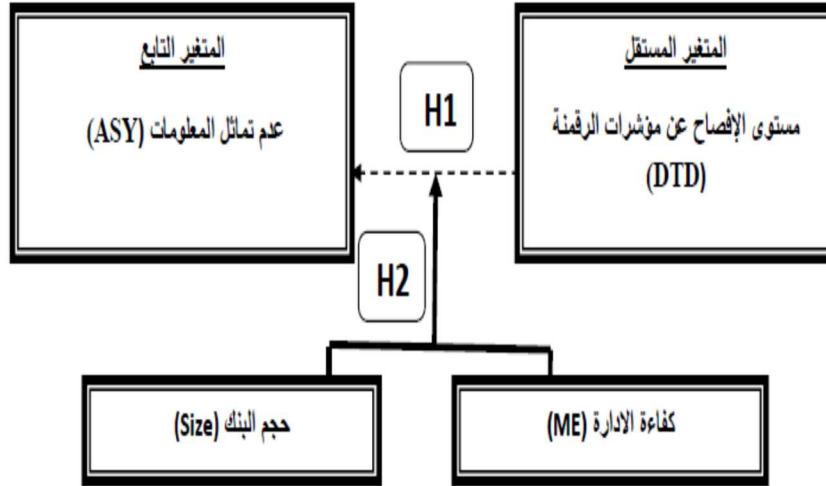 المتغير المستقل
مستوى الإفصاح عن مؤشرات الرقمنة
(DTD)
H1
المتغير التابع
عدم تماثل المعلومات (ASY)
H2
كفاءة الادارة (ME)
حجم البنك (Size)